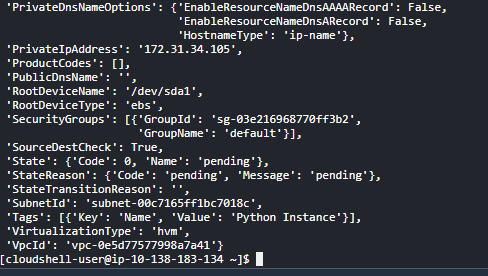 'PrivateDnsNameOptions': {'EnableResourceNameDnsAAAARecord': False,
'EnableResourceNameDnsARecord': False,
'HostnameType': 'ip-name'},
'PrivateIpAddress': '172.31.34.105',
'ProductCodes': [],
'PublicDnsName': '',
'RootDeviceName': '/dev/sda1',
'RootDeviceType': 'ebs',
'SecurityGroups': [{'GroupId': 'sg-03e216968770ff3b2',
'GroupName': 'default'}],
'SourceDestCheck': True,
'State': {'Code': 0, 'Name': 'pending'},
'StateReason': {'Code': 'pending', 'Message': 'pending'},
'StateTransitionReason': '',
'SubnetId': 'subnet-00c7165ff1bc7018c',
'Tags': [{'Key': 'Name', 'Value': 'Python Instance'}],
'VirtualizationType': 'hvm',
'VpcId': 'vpc-0e5d77577998a7a41'}
[cloudshell-user@ip-10-138-183-134 ~]$